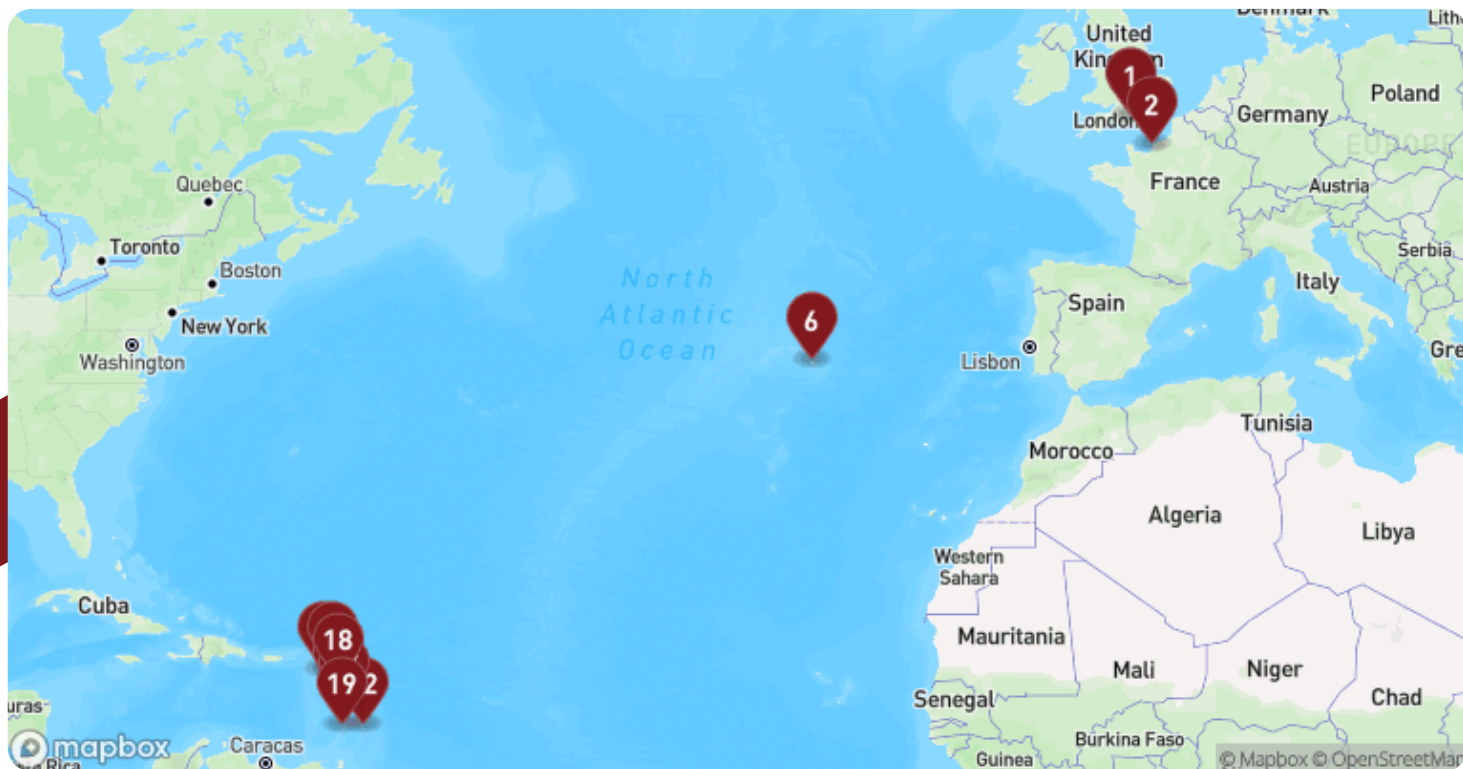 Denmark
United
Kingdom
Lith
1
2
London
Poland
Germany
EUROPE
France
Austria
Quebec
Serbia
Toronto
Boston
North
Atlantic
Ocean
Italy
Spain
6
New York
Washington
Lisbon
Gre
Tunisia
Morocco
Algeria
Libya
Western
Sahara
Cuba
18
Mauritania
Mali
Niger
19
2
Chad
Senegal
uras
Burkina Faso
mapbox
Caracas
Rica
Guinea
© Mapbox © OpenStreetMap